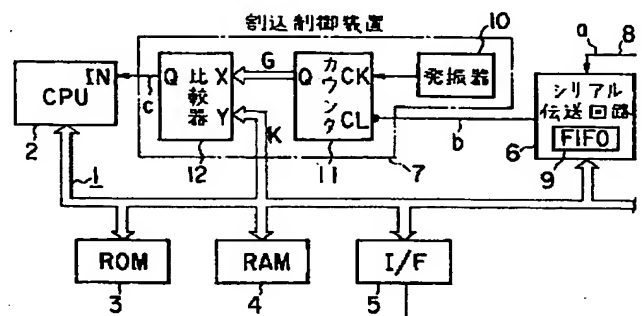 割込制御装置
10
a
8
IN
CPU
2
Q
比較器
X
Y
c
12
G
Q
カウンタ
CK
CL
11
発振器
K
7
b
シリアル
伝送回路
FIFO
6
9
1
ROM
3
RAM
4
I/F
5